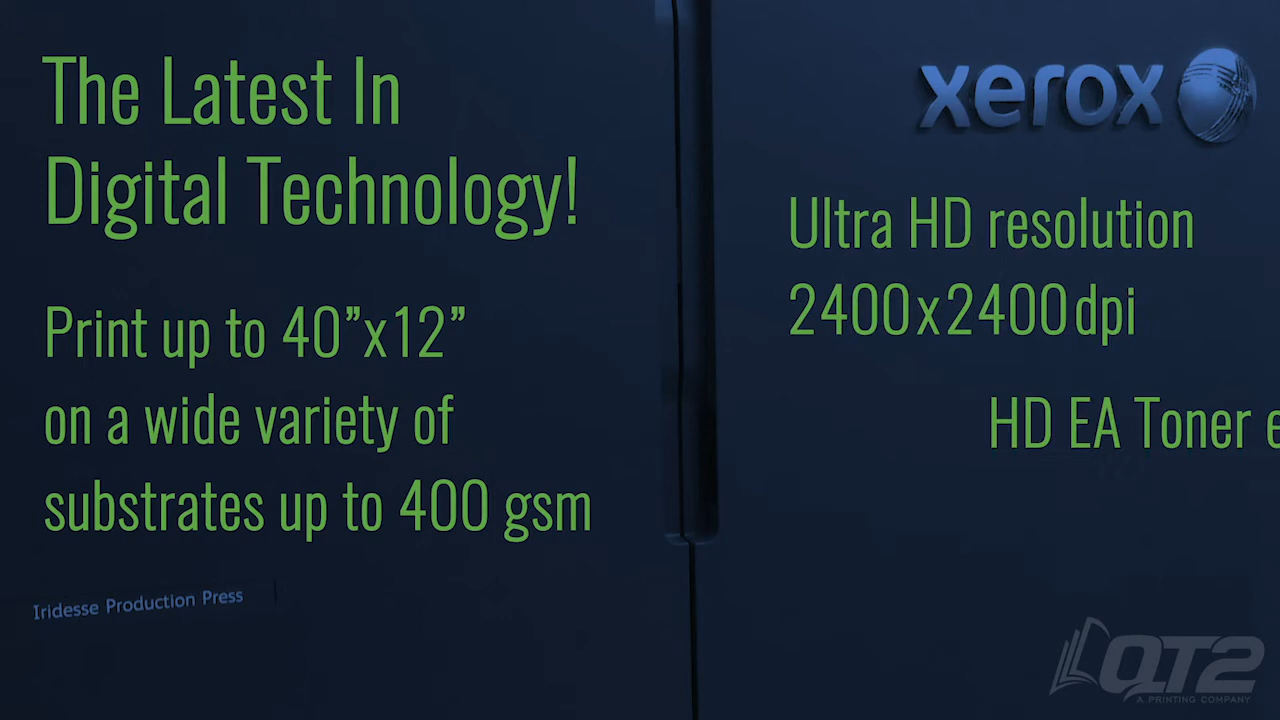 The Latest In
Digital Technology!
Print up to 40”x12”
on a wide variety of
substrates up to 400 gsm
Iridesse Production Press
xerox
Ultra HD resolution
2400x2400dpi
HD EA Toner e
QT2
A PRINTING COMPANY